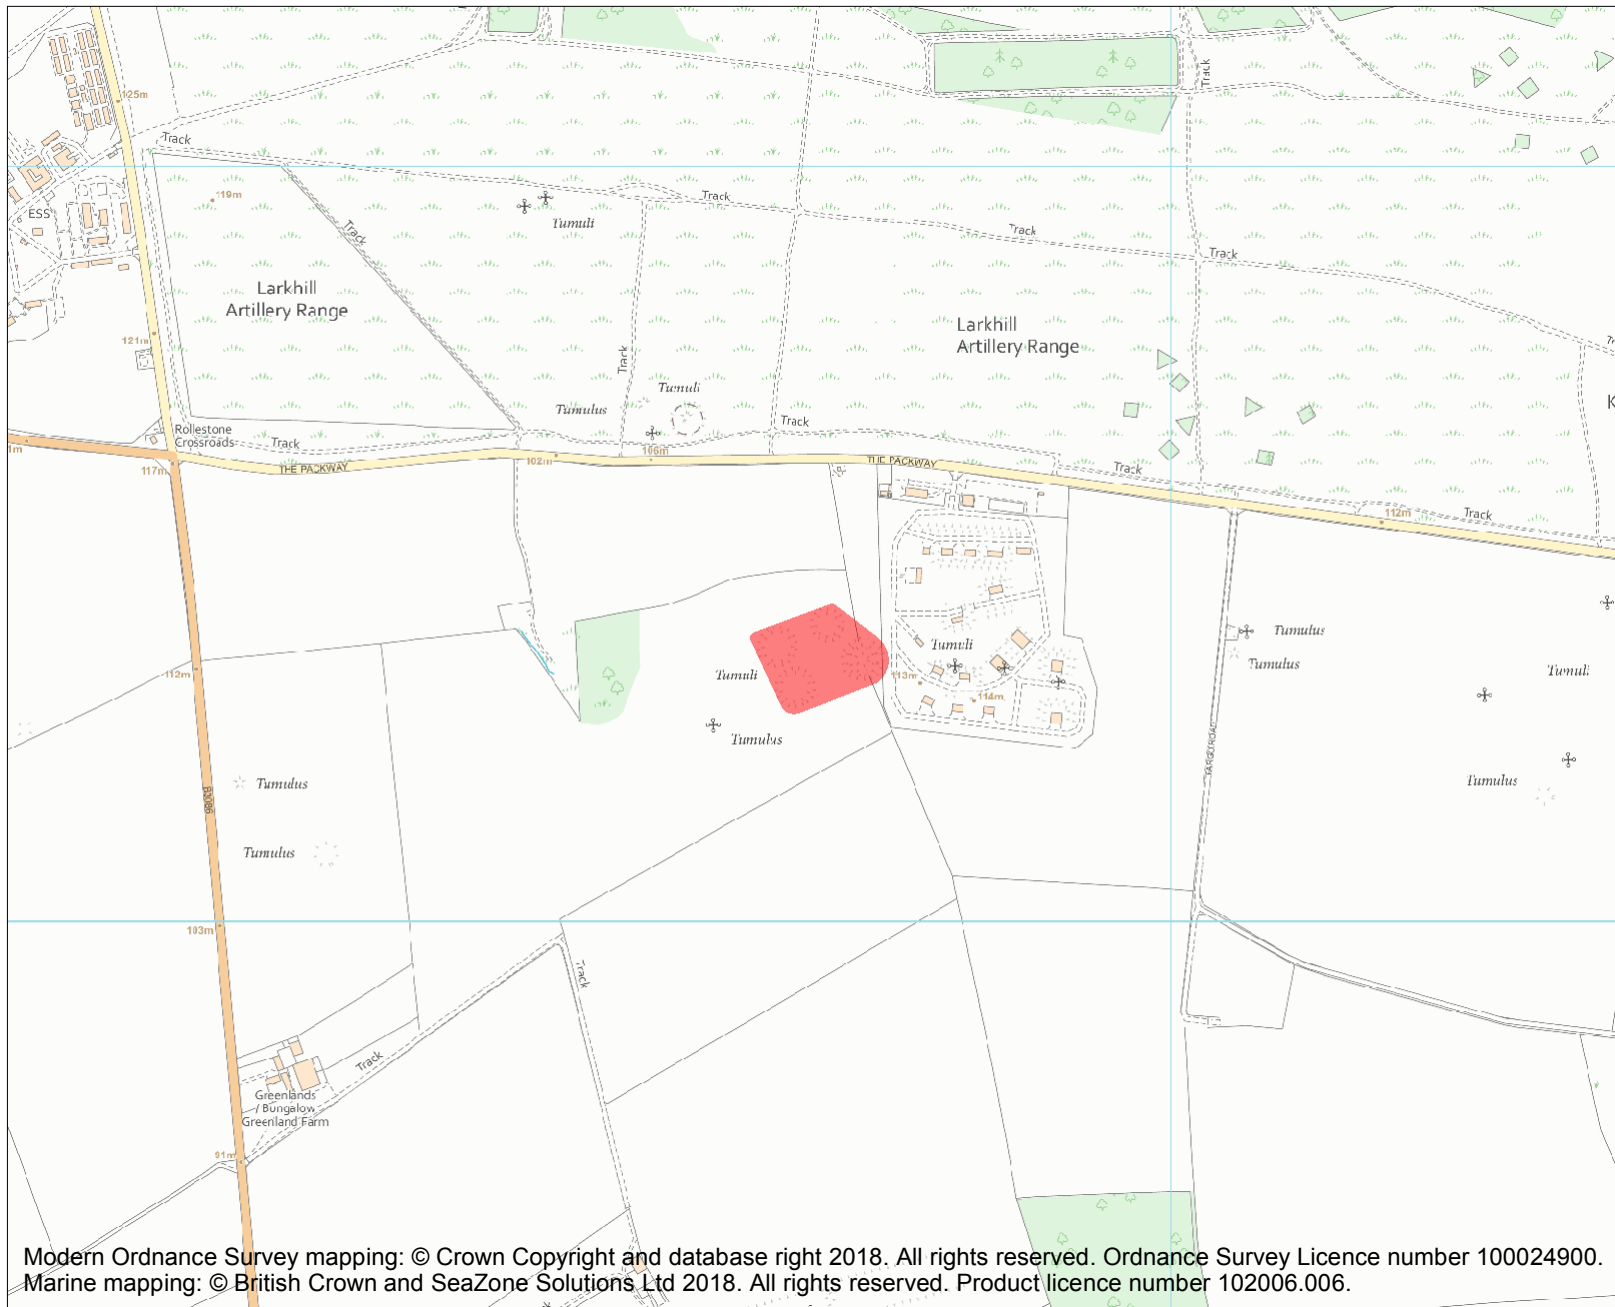 125m
Track
Track
119m
ESS
Track
Tumuli
Track
Track
Track
Larkhill
Artillery Range
Larkhill
Artillery Range
121m
Track
Tumuli
Tumulus
Rollestone
Crossroads
Track
Track
K
117m
THE PACKWAY
102m
106m
THE PACKWAY
Track
112m
Track
Tumuli
Tumulus
Tumulus
Tumuli
112m
Tumuli
113m
114m
Tumulus
Tumulus
B3086
Tumulus
Tumulus
103m
Track
Track
Greenlands
Bungalow
Greenland Farm
91m
Modern Ordnance Survey mapping: © Crown Copyright and database right 2018. All rights reserved. Ordnance Survey Licence number 100024900.
Marine mapping: © British Crown and SeaZone Solutions Ltd 2018. All rights reserved. Product licence number 102006.006.